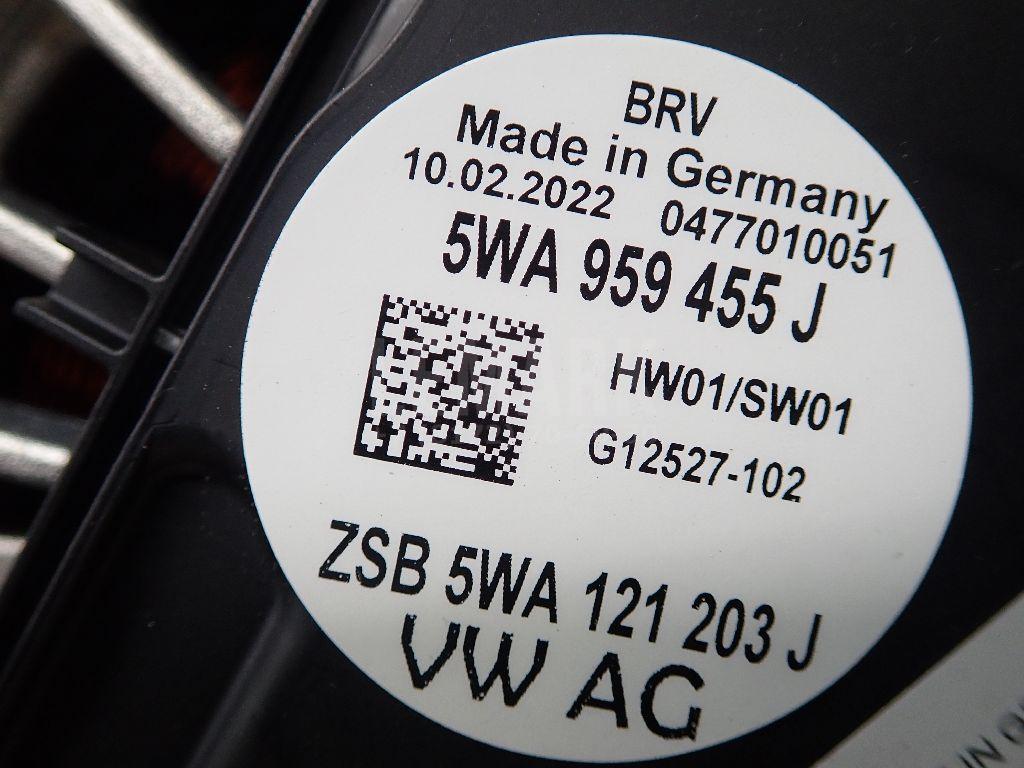 BRV
Made in Germany
10.02.2022 0477010051
5WA 959 455 J
HW01/SW01
G12527-102
ZSB 5WA 121 203 J
VW AG